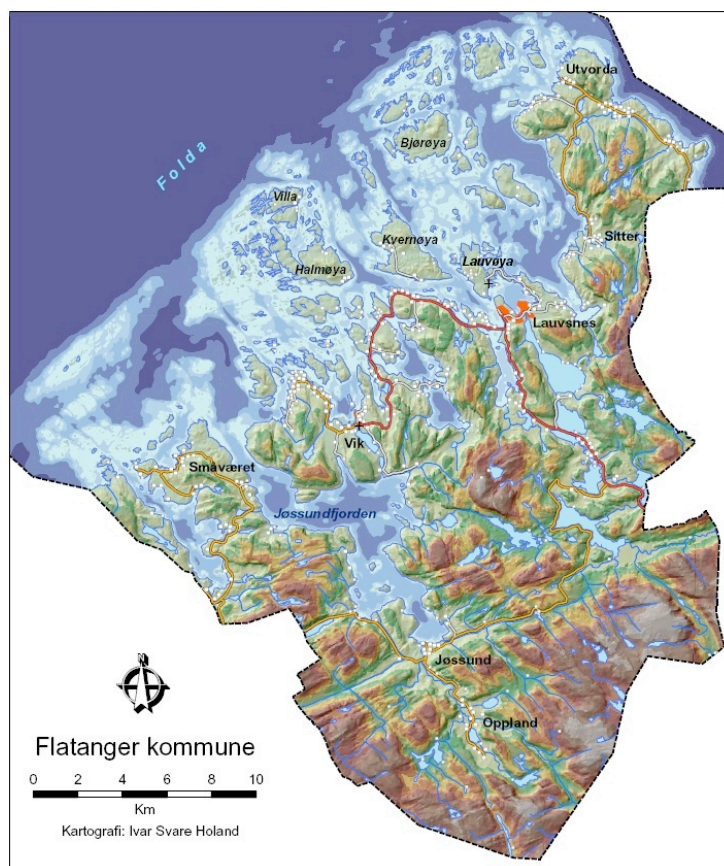 Utvorda
Folda
Bjørøya
Villa
Kvernøya
Sitter
Lauvøya
Halmøya
Lauvsnes
Vik
Småværet
Jøssundfjorden
Jøssund
N
Oppland
Flatanger kommune
0 2 4 6 8 10
Km
Kartografi: Ivar Svare Holand